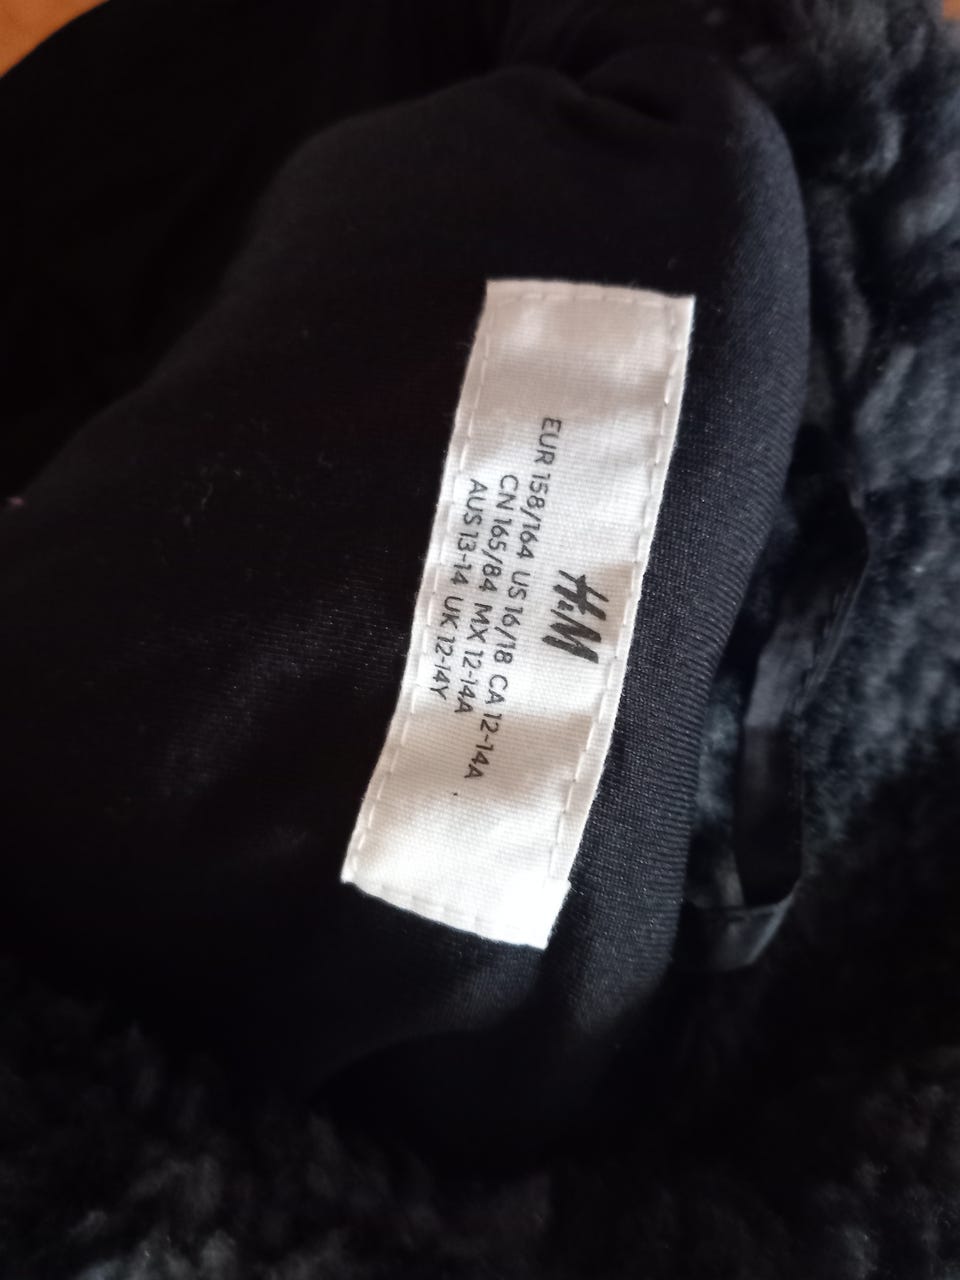 H&M
EUR 158/164 US 16/18 CA 12-14A
CN 165/84 MX 12-14A
AUS 13-14 UK 12-14Y